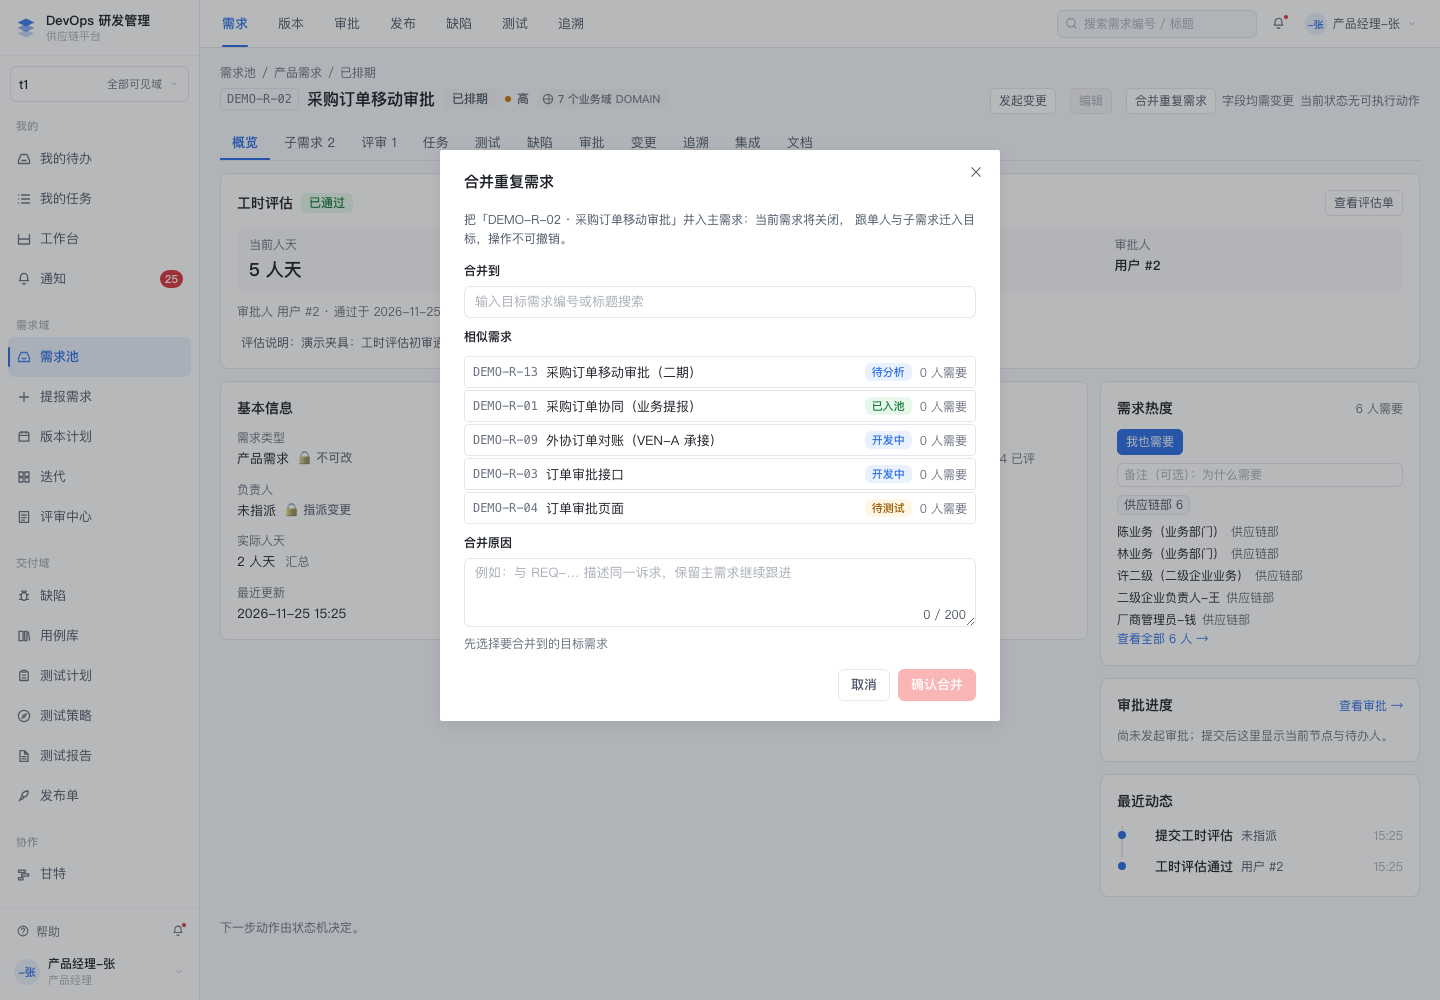 DevOps 研发管理
供应链平台
t1 全部可见域
我的
我的待办
我的任务
工作台
通知 25
需求域
需求池
提报需求
版本计划
迭代
评审中心
交付域
缺陷
用例库
测试计划
测试策略
测试报告
发布单
协作
甘特
帮助
-张 产品经理-张
产品经理
需求 版本 审批 发布 缺陷 测试 追溯
搜索需求编号 / 标题
-张 产品经理-张
需求池 / 产品需求 / 已排期
DEMO-R-02 采购订单移动审批 已排期 高 7 个业务域 DOMAIN
发起变更 编辑 合并重复需求 字段均需变更 当前状态无可执行动作
概览 子需求 2 评审 1 任务 测试 缺陷 审批 变更 追溯 集成 文档
工时评估 已通过 查看评估单
当前人天
5 人天
审批人
用户 #2
审批人 用户 #2 · 通过于 2026-11-25
评估说明：演示夹具：工时评估初审通
基本信息
需求类型
产品需求 🔒 不可改
负责人
未指派 🔒 指派变更
实际人天
2 人天 汇总
最近更新
2026-11-25 15:25
4 已评
合并重复需求
把「DEMO-R-02 · 采购订单移动审批」并入主需求：当前需求将关闭， 跟单人与子需求迁入目
标，操作不可撤销。
合并到
输入目标需求编号或标题搜索
相似需求
DEMO-R-13 采购订单移动审批（二期） 待分析 0 人需要
DEMO-R-01 采购订单协同（业务提报） 已入池 0 人需要
DEMO-R-09 外协订单对账（VEN-A 承接） 开发中 0 人需要
DEMO-R-03 订单审批接口 开发中 0 人需要
DEMO-R-04 订单审批页面 待测试 0 人需要
合并原因
例如：与 REQ-… 描述同一诉求，保留主需求继续跟进
0 / 200
先选择要合并到的目标需求
取消 确认合并
需求热度 6 人需要
我也需要
备注（可选）：为什么需要
供应链部 6
陈业务（业务部门） 供应链部
林业务（业务部门） 供应链部
许二级（二级企业业务） 供应链部
二级企业负责人-王 供应链部
厂商管理员-钱 供应链部
查看全部 6 人 →
审批进度 查看审批 →
尚未发起审批；提交后这里显示当前节点与待办人。
最近动态
提交工时评估 未指派 15:25
工时评估通过 用户 #2 15:25
下一步动作由状态机决定。